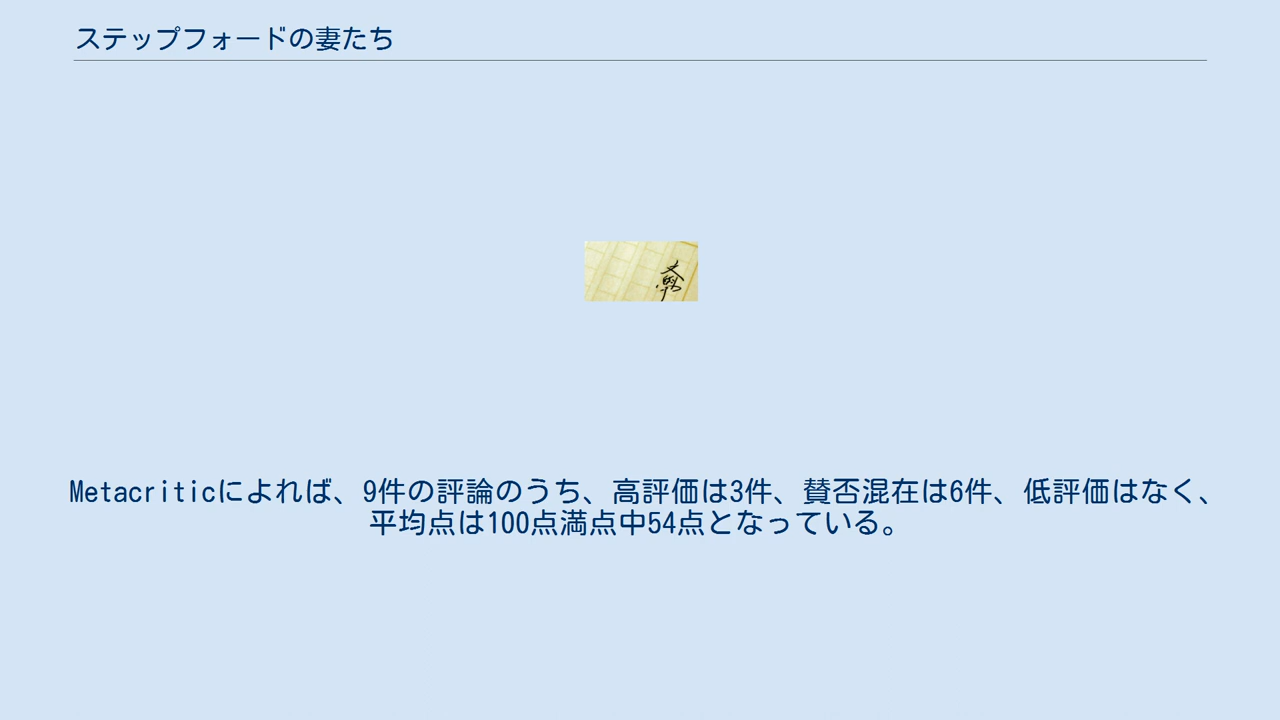 ステップフォードの妻たち
Metacriticによれば、9件の評論のうち、高評価は3件、賛否混在は6件、低評価はなく、
平均点は100点満点中54点となっている。